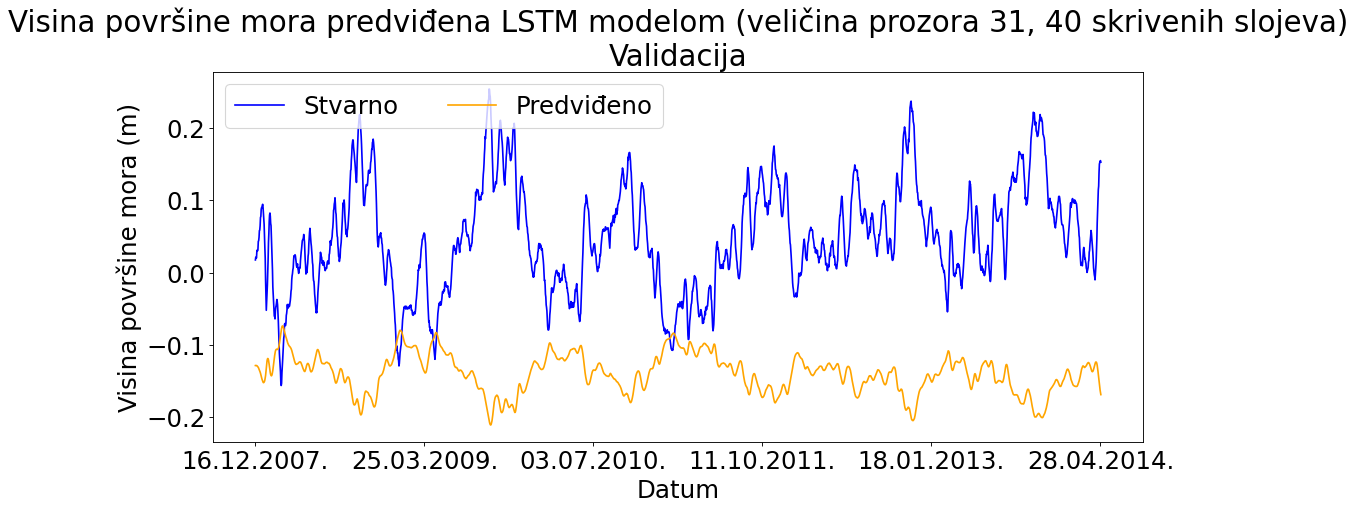 Visina površine mora predviđena LSTM modelom (veličina prozora 31, 40 skrivenih slojeva)
Validacija
Stvarno
Predviđeno
Visina površine mora (m)
0.2
0.1
0.0
−0.1
−0.2
16.12.2007.
25.03.2009.
03.07.2010.
11.10.2011.
18.01.2013.
28.04.2014.
Datum